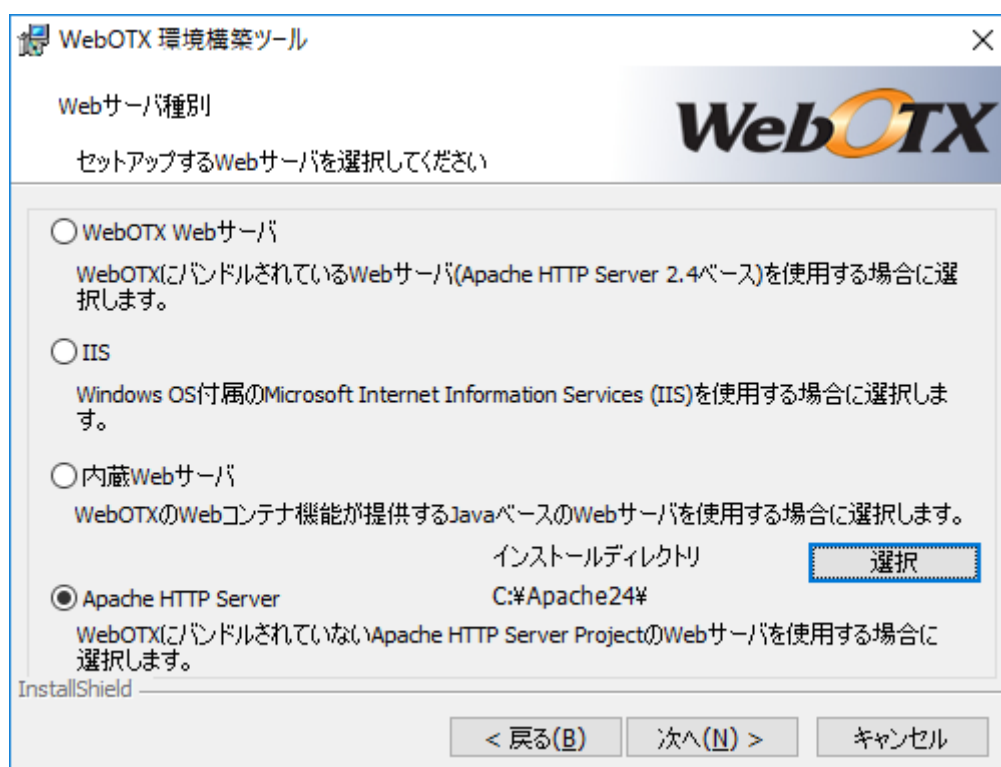 WebOTX 環境構築ツール
Webサーバ種別
WebOTX
セットアップするWebサーバを選択してください
WebOTX Webサーバ
WebOTXにバンドルされているWebサーバ(Apache HTTP Server 2.4ベース)を使用する場合に選
択します。
IIS
Windows OS付属のMicrosoft Internet Information Services (IIS)を使用する場合に選択しま
す。
内蔵Webサーバ
WebOTXのWebコンテナ機能が提供するJavaベースのWebサーバを使用する場合に選択します。
インストールディレクトリ
選択
Apache HTTP Server
C:¥Apache24¥
WebOTXにバンドルされていないApache HTTP Server ProjectのWebサーバを使用する場合に
選択します。
InstallShield
< 戻る(B)
次へ(N) >
キャンセル